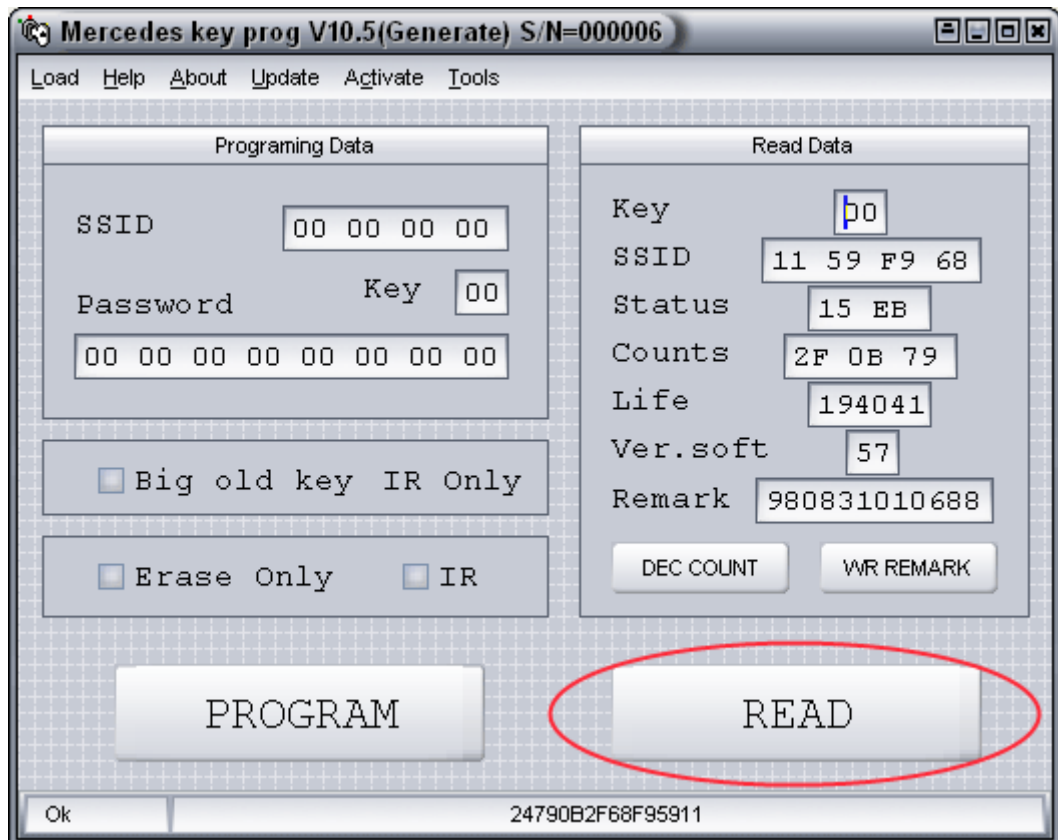 Mercedes key prog V10.5(Generate) S/N=000006
Load Help About Update Activate Tools
Programing Data
SSID 00 00 00 00
Key 00
Password
00 00 00 00 00 00 00 00
Big old key IR Only
Erase Only IR
PROGRAM
Read Data
Key 00
SSID 11 59 F9 68
Status 15 EB
Counts 2F 0B 79
Life 194041
Ver.soft 57
Remark 980831010688
DEC COUNT WR REMARK
READ
Ok 24790B2F68F95911